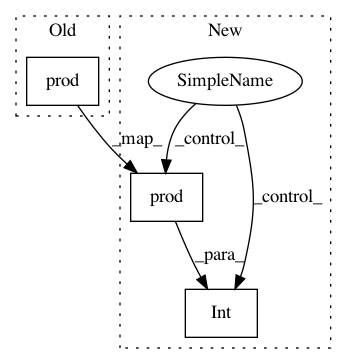 Old
New
prod
SimpleName
_map_
_control_
prod
_control_
_para_
Int